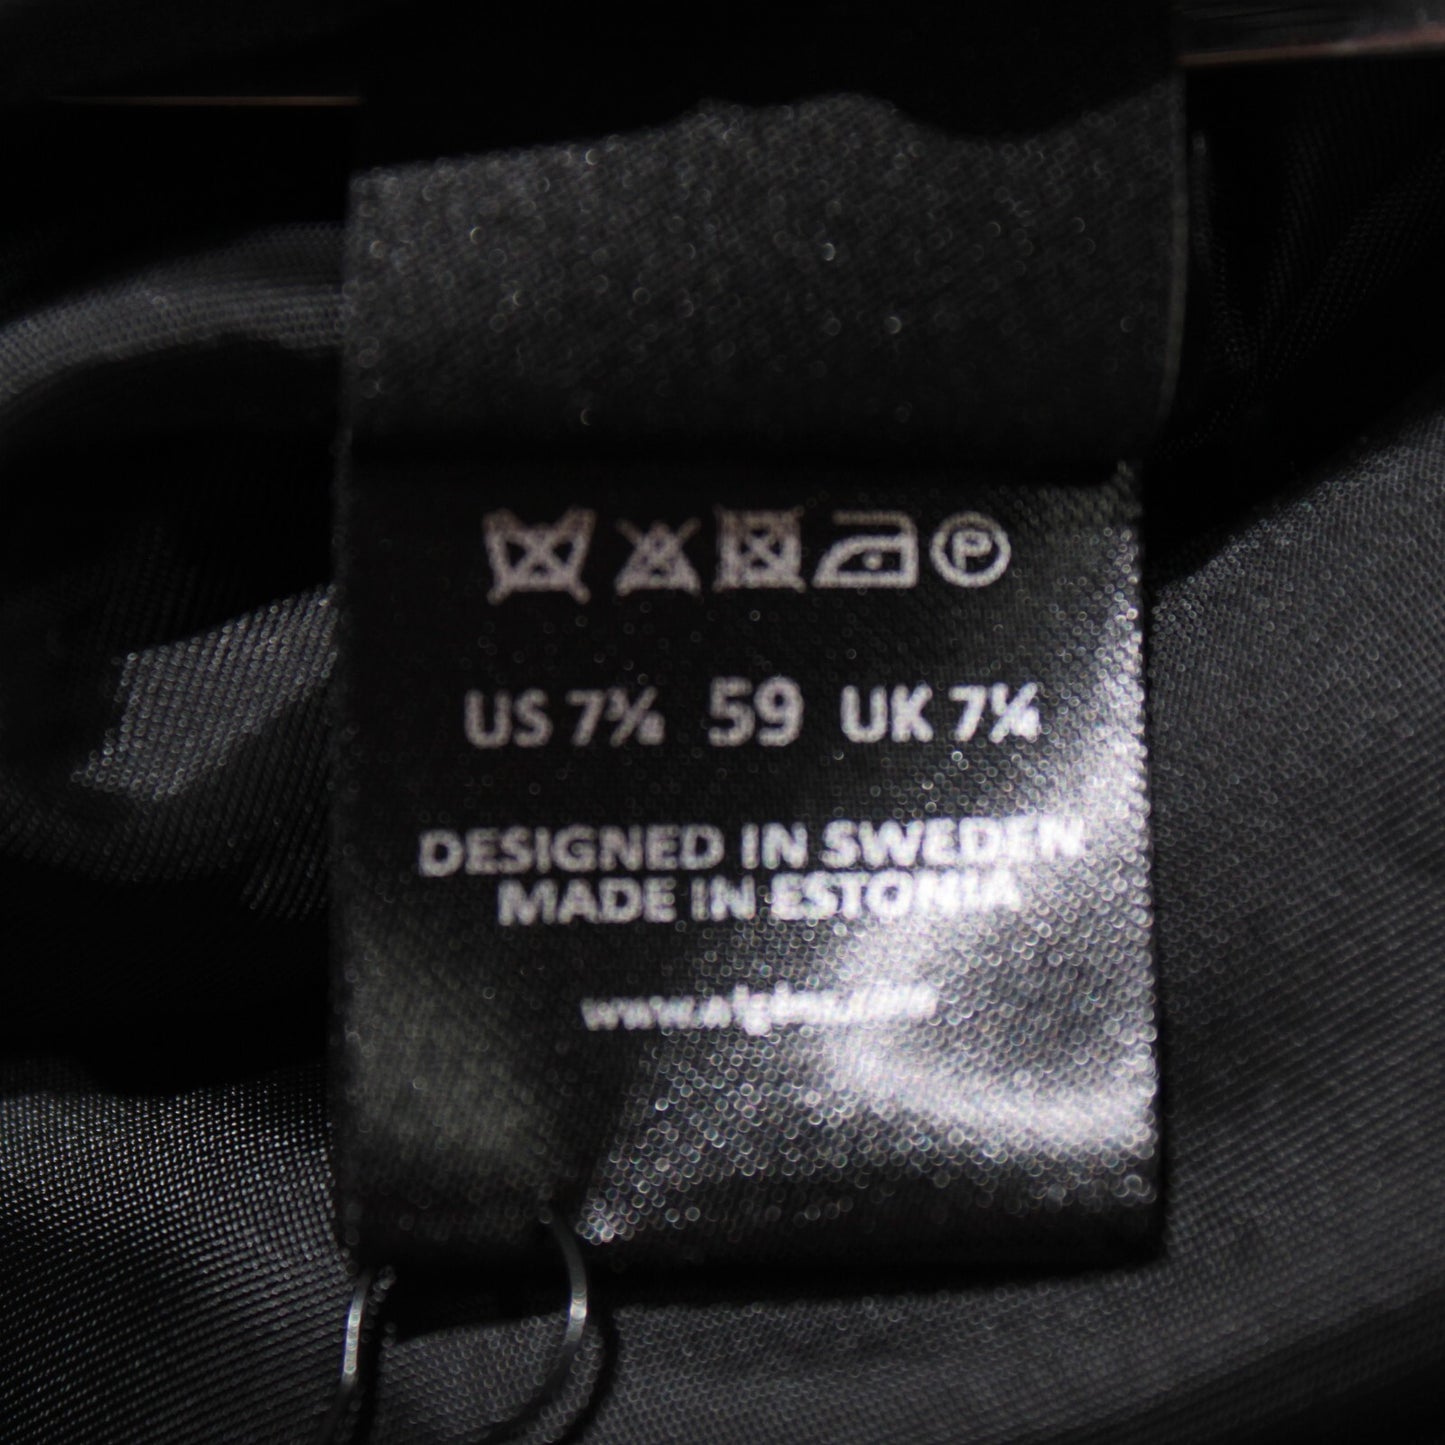 P
US 7⅜ 59 UK 7¼
DESIGNED IN SWEDEN
MADE IN ESTONIA